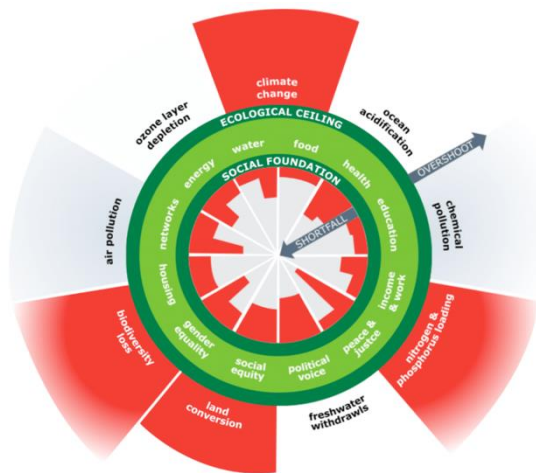 climate
change
ECOLOGICAL CEILING
ozone layer
depletion
ocean
acidification
OVERSHOOT
water
food
energy
health
SOCIAL FOUNDATION
SHORTFALL
networks
education
air pollution
chemical
pollution
housing
income
& work
gender
equality
peace &
justce
social
equity
political
voice
biodiversity
loss
nitrogen &
phosphorus loading
land
conversion
freshwater
withdrawls